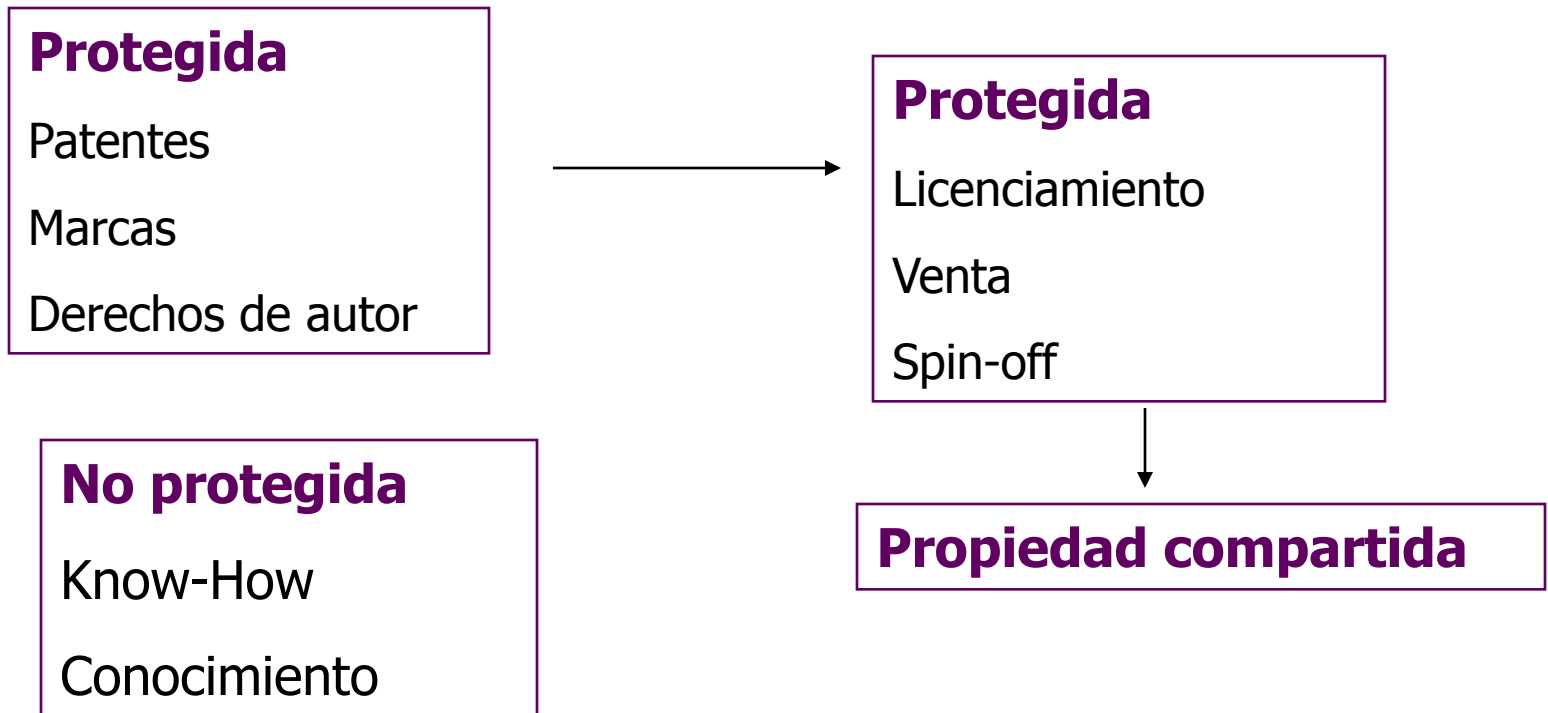 Protegida
Patentes
Marcas
Derechos de autor
Protegida
Licenciamiento
Venta
Spin-off
No protegida
Know-How
Conocimiento
Propiedad compartida